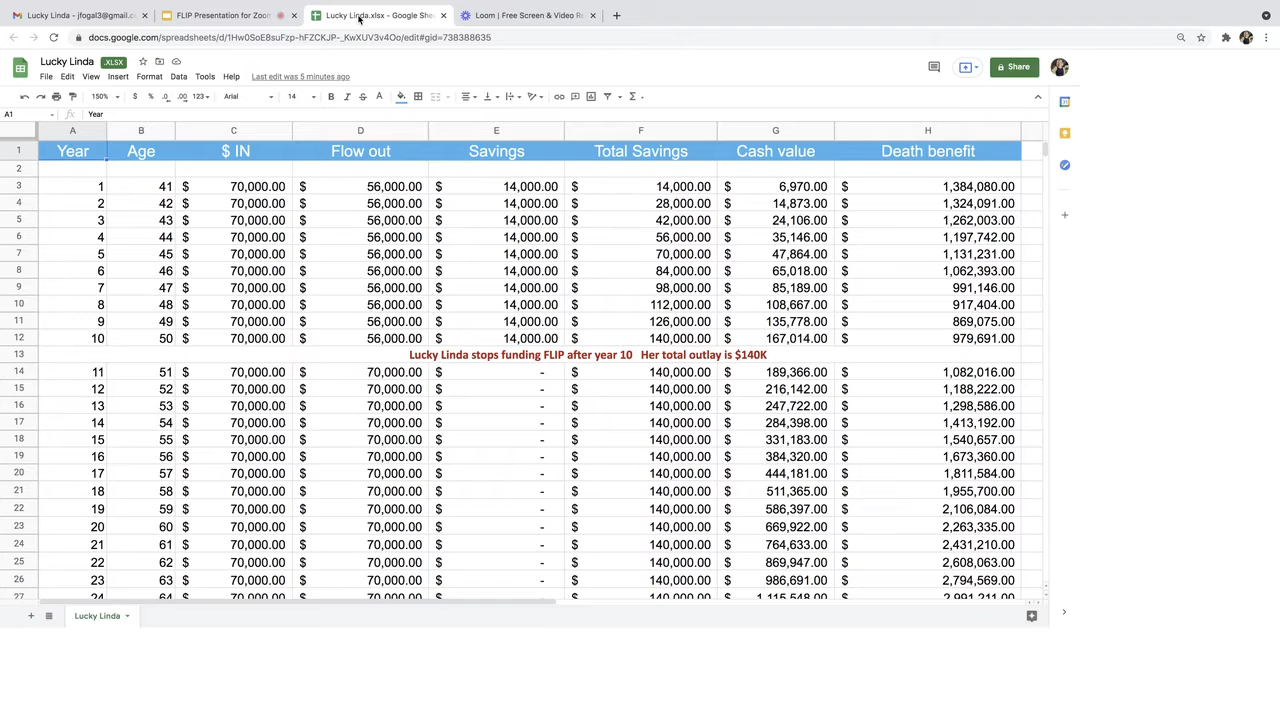 Lucky Linda - jfogal3@gmail.c
FLIP Presentation for Zoom
Lucky Linda.xlsx - Google She
Loom | Free Screen & Video Re
docs.google.com/spreadsheets/d/1Hw0SoE8suFzp-hFZCKJP-_KwXUV3v4Oo/edit#gid=738388635
Lucky Linda .XLSX
Share
File Edit View Insert Format Data Tools Help Last edit was 5 minutes ago
150% $ % .0 .00 123 Arial 14 B I S A
A1 fx Year
A B C D E F G H
1 Year Age $ IN Flow out Savings Total Savings Cash value Death benefit
2
3 1 41 $ 70,000.00 $ 56,000.00 $ 14,000.00 $ 14,000.00 $ 6,970.00 $ 1,384,080.00
4 2 42 $ 70,000.00 $ 56,000.00 $ 14,000.00 $ 28,000.00 $ 14,873.00 $ 1,324,091.00
5 3 43 $ 70,000.00 $ 56,000.00 $ 14,000.00 $ 42,000.00 $ 24,106.00 $ 1,262,003.00
6 4 44 $ 70,000.00 $ 56,000.00 $ 14,000.00 $ 56,000.00 $ 35,146.00 $ 1,197,742.00
7 5 45 $ 70,000.00 $ 56,000.00 $ 14,000.00 $ 70,000.00 $ 47,864.00 $ 1,131,231.00
8 6 46 $ 70,000.00 $ 56,000.00 $ 14,000.00 $ 84,000.00 $ 65,018.00 $ 1,062,393.00
9 7 47 $ 70,000.00 $ 56,000.00 $ 14,000.00 $ 98,000.00 $ 85,189.00 $ 991,146.00
10 8 48 $ 70,000.00 $ 56,000.00 $ 14,000.00 $ 112,000.00 $ 108,667.00 $ 917,404.00
11 9 49 $ 70,000.00 $ 56,000.00 $ 14,000.00 $ 126,000.00 $ 135,778.00 $ 869,075.00
12 10 50 $ 70,000.00 $ 56,000.00 $ 14,000.00 $ 140,000.00 $ 167,014.00 $ 979,691.00
13 Lucky Linda stops funding FLIP after year 10 Her total outlay is $140K
14 11 51 $ 70,000.00 $ 70,000.00 $ - $ 140,000.00 $ 189,366.00 $ 1,082,016.00
15 12 52 $ 70,000.00 $ 70,000.00 $ - $ 140,000.00 $ 216,142.00 $ 1,188,222.00
16 13 53 $ 70,000.00 $ 70,000.00 $ - $ 140,000.00 $ 247,722.00 $ 1,298,586.00
17 14 54 $ 70,000.00 $ 70,000.00 $ - $ 140,000.00 $ 284,398.00 $ 1,413,192.00
18 15 55 $ 70,000.00 $ 70,000.00 $ - $ 140,000.00 $ 331,183.00 $ 1,540,657.00
19 16 56 $ 70,000.00 $ 70,000.00 $ - $ 140,000.00 $ 384,320.00 $ 1,673,360.00
20 17 57 $ 70,000.00 $ 70,000.00 $ - $ 140,000.00 $ 444,181.00 $ 1,811,584.00
21 18 58 $ 70,000.00 $ 70,000.00 $ - $ 140,000.00 $ 511,365.00 $ 1,955,700.00
22 19 59 $ 70,000.00 $ 70,000.00 $ - $ 140,000.00 $ 586,397.00 $ 2,106,084.00
23 20 60 $ 70,000.00 $ 70,000.00 $ - $ 140,000.00 $ 669,922.00 $ 2,263,335.00
24 21 61 $ 70,000.00 $ 70,000.00 $ - $ 140,000.00 $ 764,633.00 $ 2,431,210.00
25 22 62 $ 70,000.00 $ 70,000.00 $ - $ 140,000.00 $ 869,947.00 $ 2,608,063.00
26 23 63 $ 70,000.00 $ 70,000.00 $ - $ 140,000.00 $ 986,691.00 $ 2,794,569.00
27 24 64 $ 70,000.00 $ 70,000.00 $ - $ 140,000.00 $ 1,115,548.00 $ 2,991,211.00
Lucky Linda